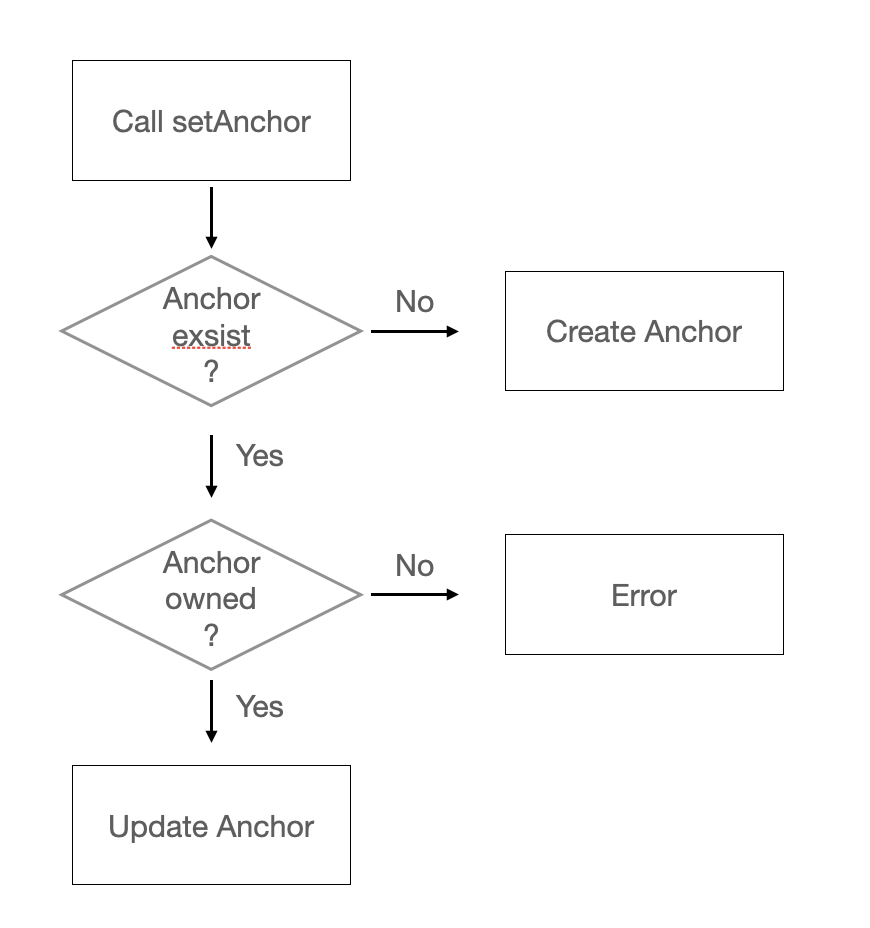 Call setAnchor
Anchor
exsist
?
No
Create Anchor
Yes
Anchor
owned
?
No
Error
Yes
Update Anchor